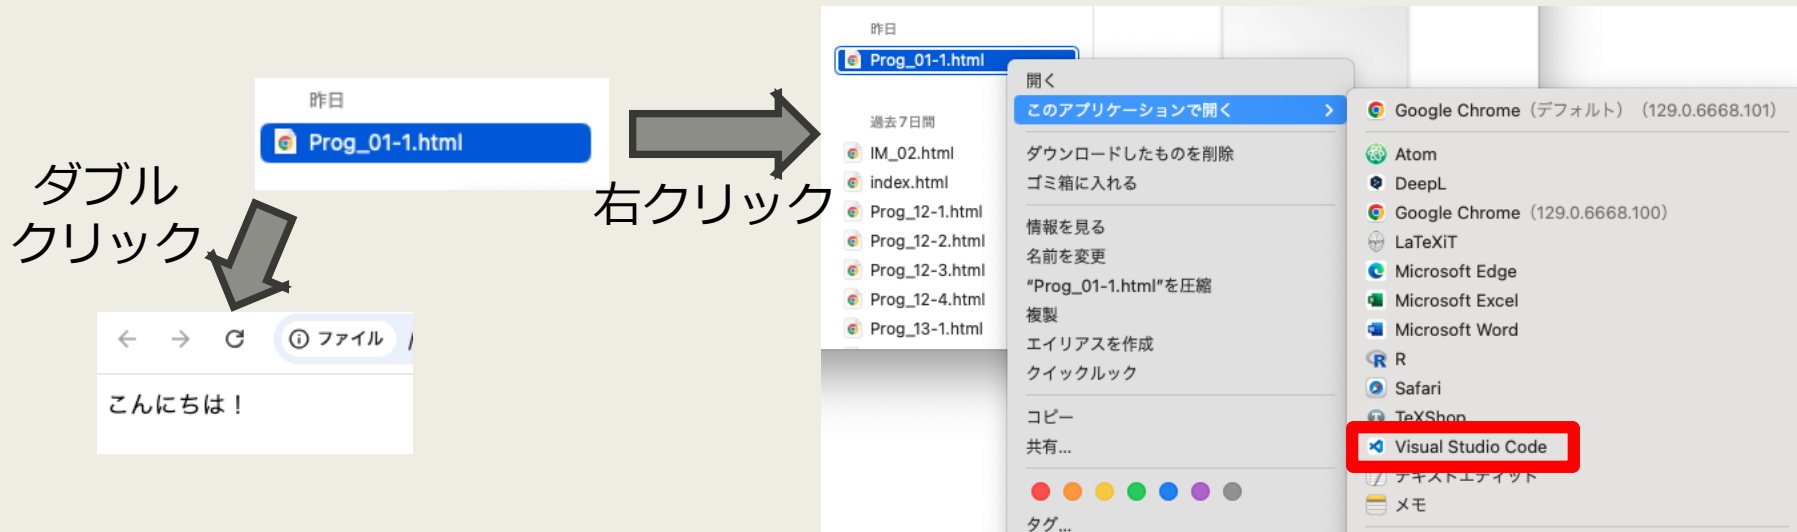 昨日
Prog_01-1.html
ダブル
クリック
右クリック
ファイル
こんにちは！
昨日
Prog_01-1.html
過去7日間
IM_02.html
index.html
Prog_12-1.html
Prog_12-2.html
Prog_12-3.html
Prog_12-4.html
Prog_13-1.html
開く
このアプリケーションで開く
ダウンロードしたものを削除
ゴミ箱に入れる
情報を見る
名前を変更
“Prog_01-1.html”を圧縮
複製
エイリアスを作成
クイックルック
コピー
共有...
タグ...
Google Chrome（デフォルト）（129.0.6668.101）
Atom
DeepL
Google Chrome（129.0.6668.100）
LaTeXiT
Microsoft Edge
Microsoft Excel
Microsoft Word
R
Safari
TeXShop
Visual Studio Code
テキストエディット
メモ